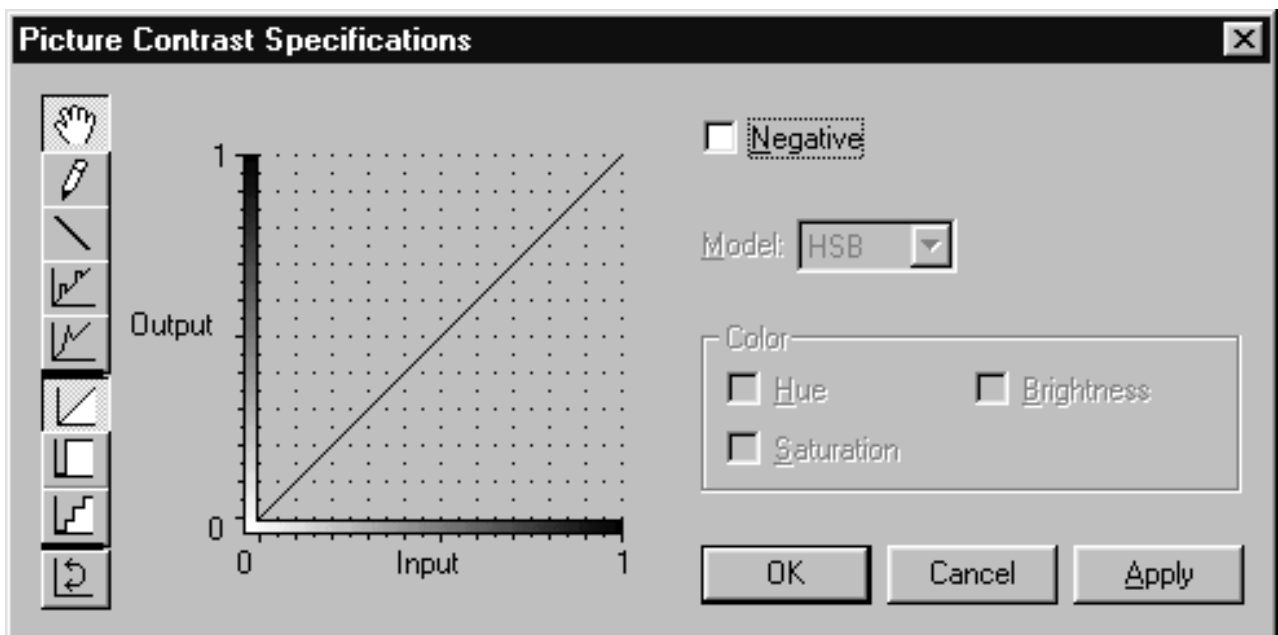 Picture Contrast Specifications
Negative
1
Model: HSB
Output
Color
Hue
Brightness
Saturation
0
0
Input
1
OK
Cancel
Apply